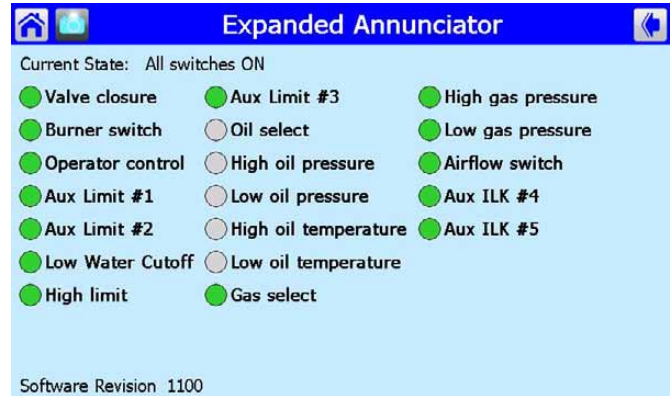 Expanded Annunciator
Current State: All switches ON
Valve closure
Burner switch
Operator control
Aux Limit #1
Aux Limit #2
Low Water Cutoff
High limit
Aux Limit #3
Oil select
High oil pressure
Low oil pressure
High oil temperature
Low oil temperature
Gas select
High gas pressure
Low gas pressure
Airflow switch
Aux ILK #4
Aux ILK #5
Software Revision 1100